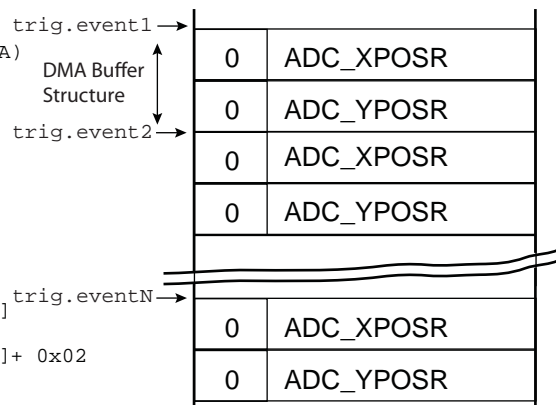 trig.event1
A)
DMA Buffer
Structure
0 ADC_XPOSR
0 ADC_YPOSR
trig.event2
0 ADC_XPOSR
0 ADC_YPOSR
trig.eventN
]
0 ADC_XPOSR
]+ 0x02
0 ADC_YPOSR